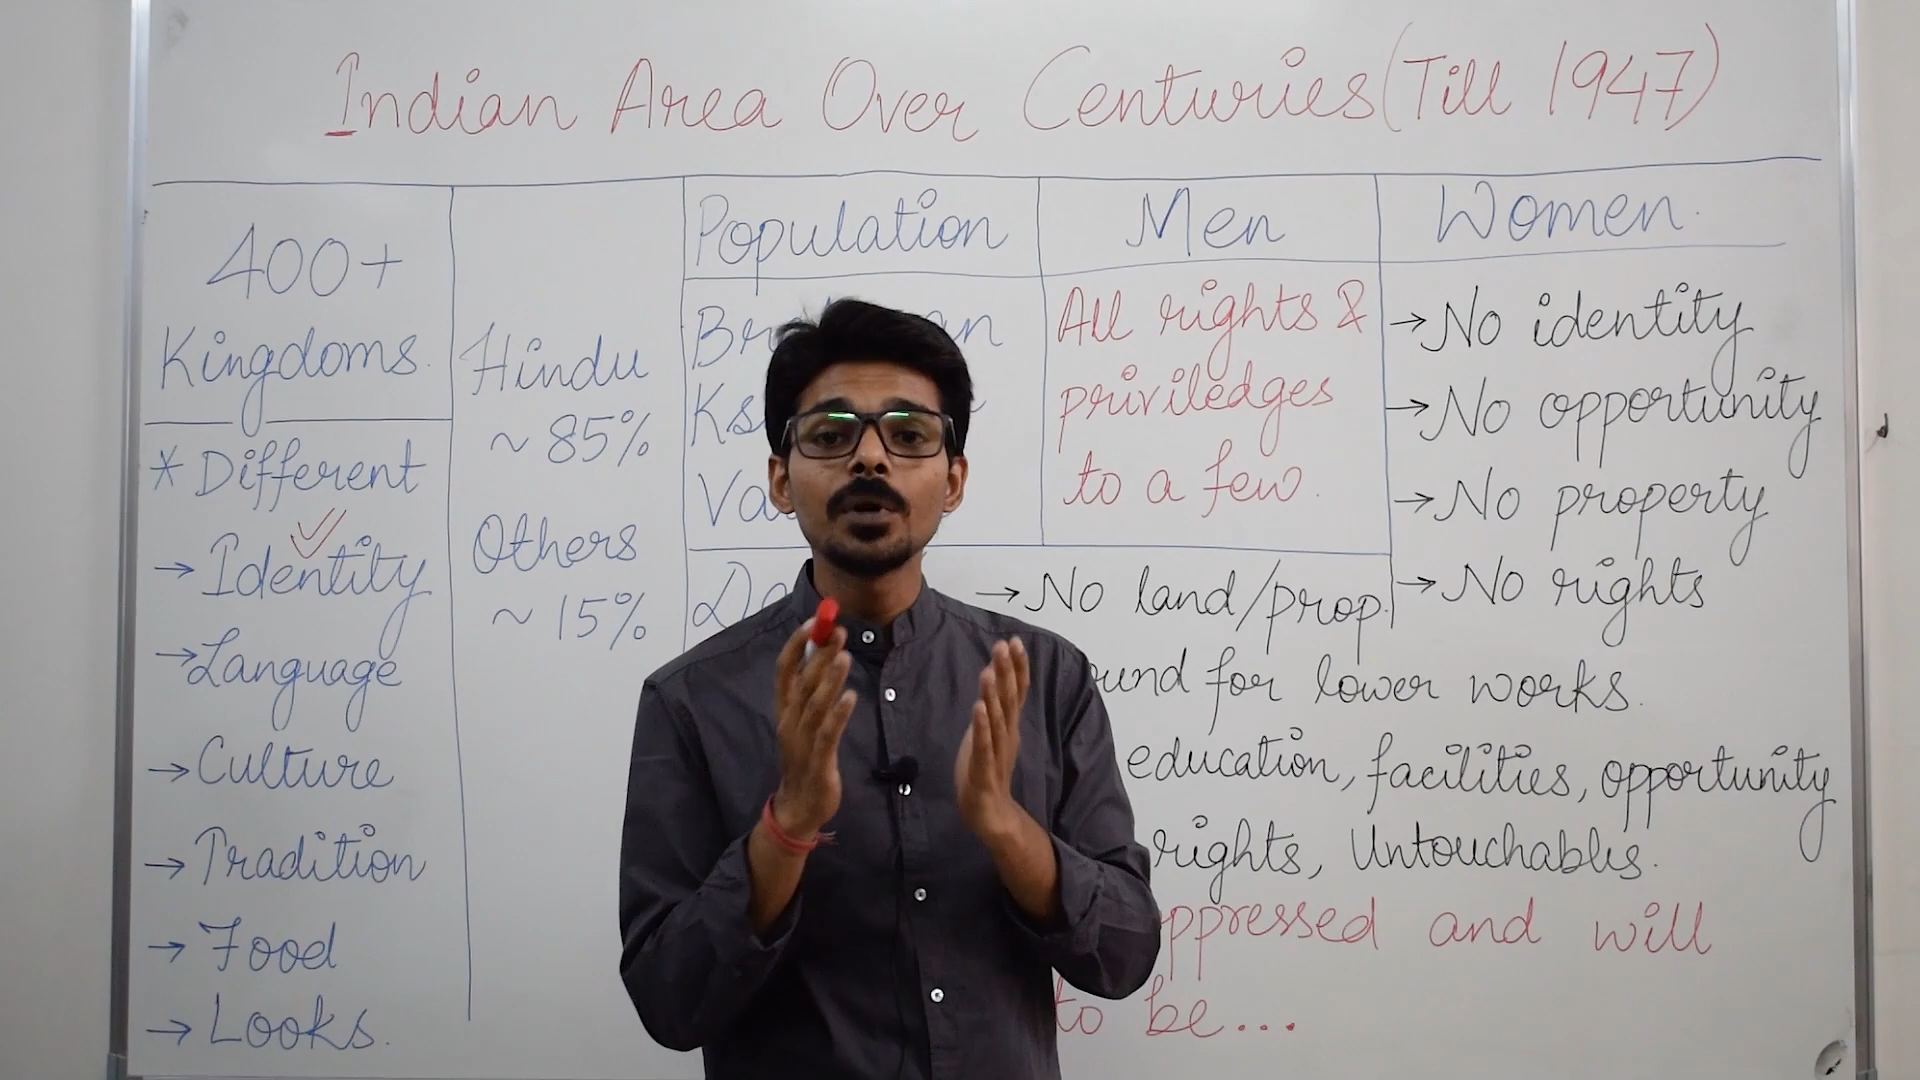 Indian Area Over Centuries (Till 1947)
400+
Kingdoms.
* Different
→ Identity
→ Language
→ Culture
→ Tradition
→ Food
→ Looks.
Hindu
~ 85%
Others
~ 15%
Population
Men
All rights &
priviledges
to a few.
Women.
→ No identity
→ No opportunity
→ No property
→ No rights
→ No land/prop.
for lower works.
education, facilities, opportunity
rights, Untouchables.
and will
to be...